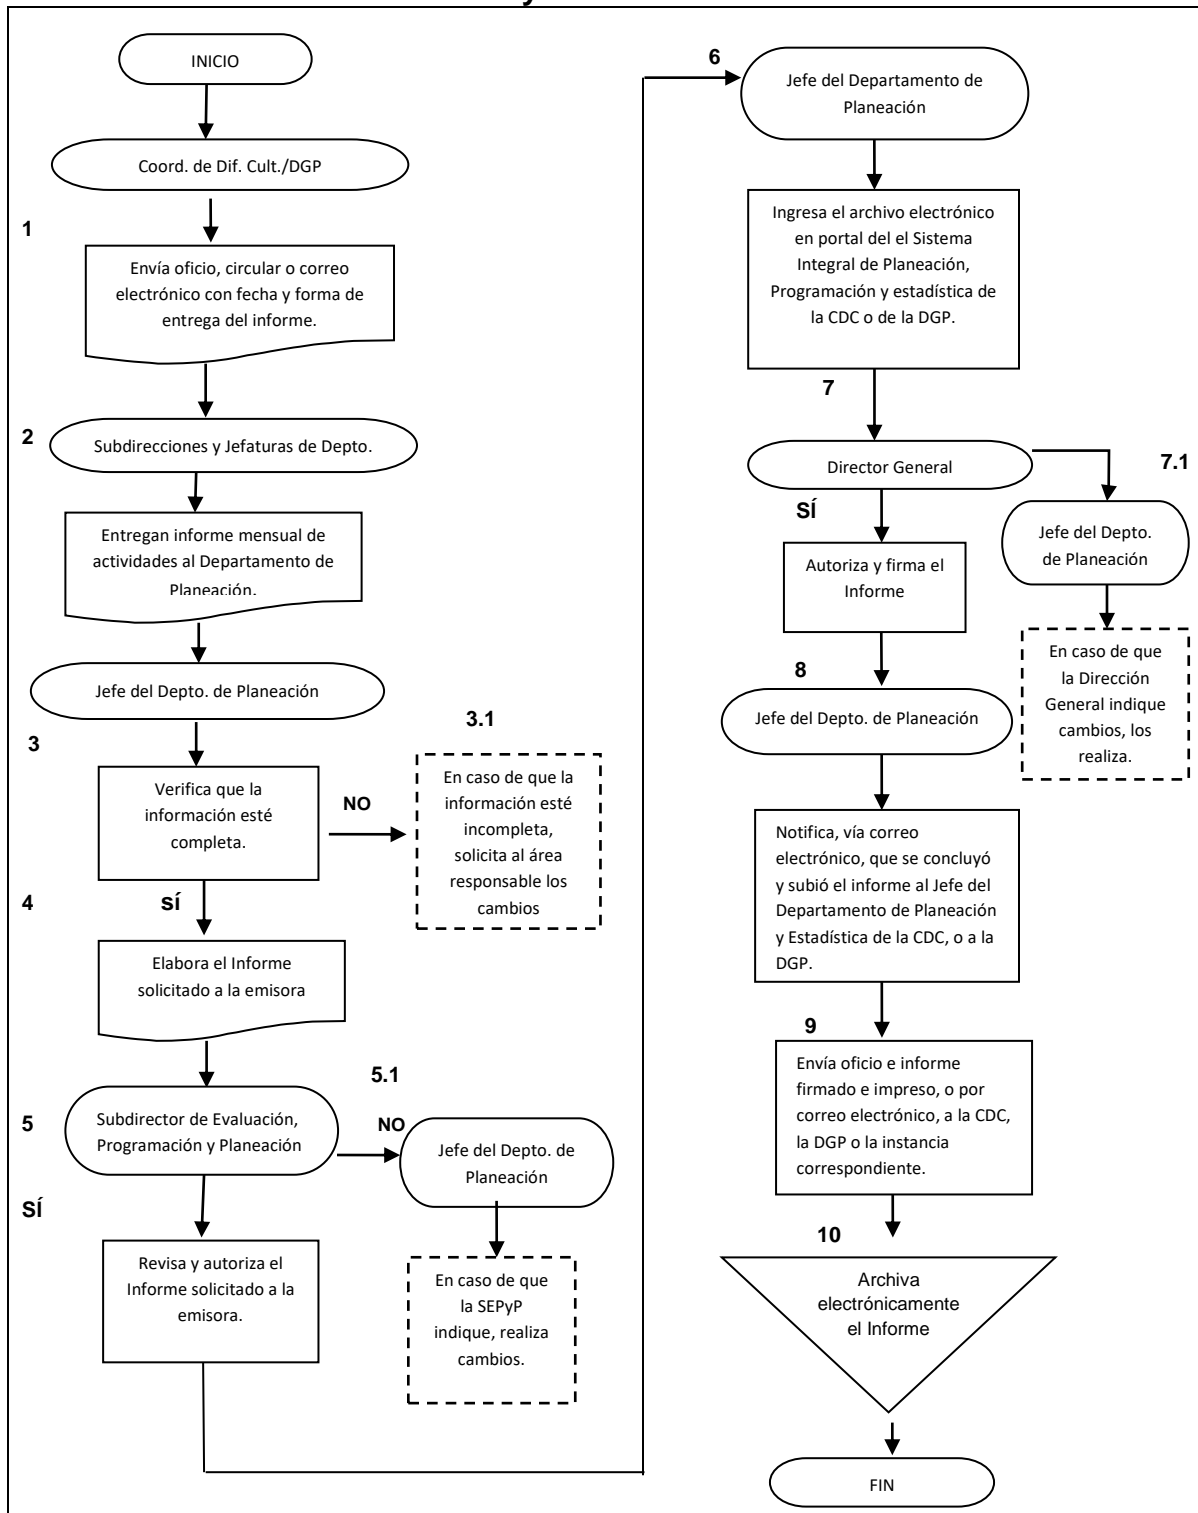 INICIO
Coord. de Dif. Cult./DGP
1
Envía oficio, circular o correo
electrónico con fecha y forma de
entrega del informe.
2
Subdirecciones y Jefaturas de Depto.
Entregan informe mensual de
actividades al Departamento de
Planeación.
Jefe del Depto. de Planeación
3
Verifica que la
información esté
completa.
NO
3.1
En caso de que la
información esté
incompleta,
solicita al área
responsable los
cambios
4
SÍ
Elabora el Informe
solicitado a la emisora
5
Subdirector de Evaluación,
Programación y Planeación
5.1
NO
Jefe del Depto. de
Planeación
En caso de que
la SEPyP
indique, realiza
cambios.
SÍ
Revisa y autoriza el
Informe solicitado a la
emisora.
6
Jefe del Departamento de
Planeación
Ingresa el archivo electrónico
en portal del el Sistema
Integral de Planeación,
Programación y estadística de
la CDC o de la DGP.
7
Director General
7.1
Jefe del Depto.
de Planeación
En caso de que
la Dirección
General indique
cambios, los
realiza.
SÍ
Autoriza y firma el
Informe
8
Jefe del Depto. de Planeación
Notifica, vía correo
electrónico, que se concluyó
y subió el informe al Jefe del
Departamento de Planeación
y Estadística de la CDC, o a la
DGP.
9
Envía oficio e informe
firmado e impreso, o por
correo electrónico, a la CDC,
la DGP o la instancia
correspondiente.
10
Archiva
electrónicamente
el Informe
FIN